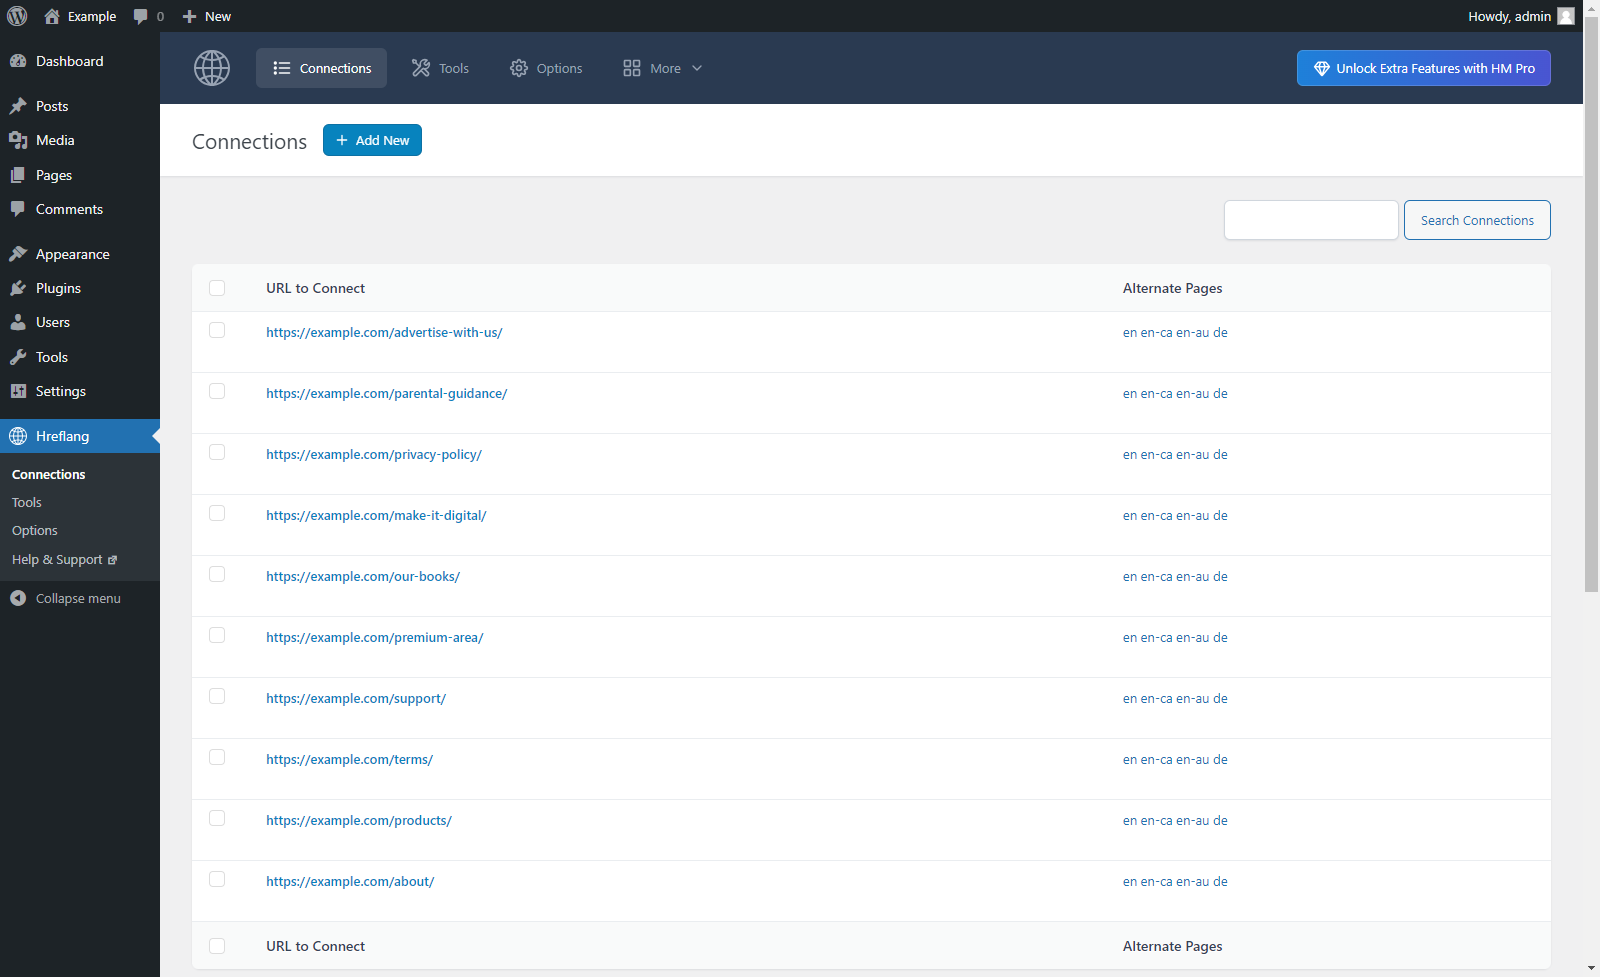 Example 0 New Howdy, admin
Dashboard
Posts
Media
Pages
Comments
Appearance
Plugins
Users
Tools
Settings
Hreflang
Connections
Tools
Options
Help & Support
Collapse menu
Connections Tools Options More Unlock Extra Features with HM Pro
Connections Add New
Search Connections
URL to Connect Alternate Pages
https://example.com/advertise-with-us/ en en-ca en-au de
https://example.com/parental-guidance/ en en-ca en-au de
https://example.com/privacy-policy/ en en-ca en-au de
https://example.com/make-it-digital/ en en-ca en-au de
https://example.com/our-books/ en en-ca en-au de
https://example.com/premium-area/ en en-ca en-au de
https://example.com/support/ en en-ca en-au de
https://example.com/terms/ en en-ca en-au de
https://example.com/products/ en en-ca en-au de
https://example.com/about/ en en-ca en-au de
URL to Connect Alternate Pages